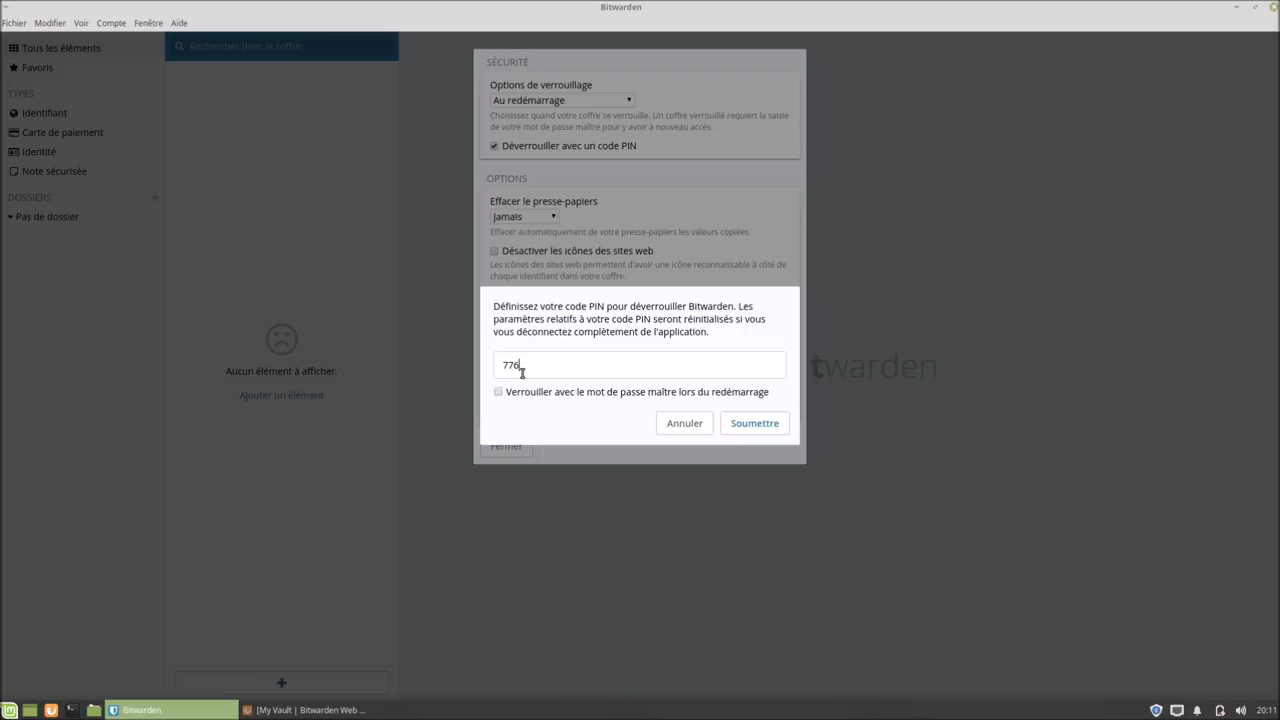 Bitwarden
Fichier Modifier Voir Compte Fenêtre Aide
Tous les éléments
Favoris
TYPES
Identifiant
Carte de paiement
Identité
Note sécurisée
DOSSIERS
Pas de dossier
Rechercher dans le coffre
Aucun élément à afficher.
Ajouter un élément
SÉCURITÉ
Options de verrouillage
Au redémarrage
Choisissez quand votre coffre se verrouille. Un coffre verrouillé requiert la saisie
de votre mot de passe maître pour y avoir à nouveau accès.
Déverrouiller avec un code PIN
OPTIONS
Effacer le presse-papiers
Jamais
Effacer automatiquement de votre presse-papiers les valeurs copiées.
Désactiver les icônes des sites web
Les icônes des sites web permettent d'avoir une icône reconnaissable à côté de
chaque identifiant dans votre coffre.
Définissez votre code PIN pour déverrouiller Bitwarden. Les
paramètres relatifs à votre code PIN seront réinitialisés si vous
vous déconnectez complètement de l'application.
776
Verrouiller avec le mot de passe maître lors du redémarrage
Annuler Soumettre
Fermer
twarden
Bitwarden
[My Vault | Bitwarden Web ...
20:11